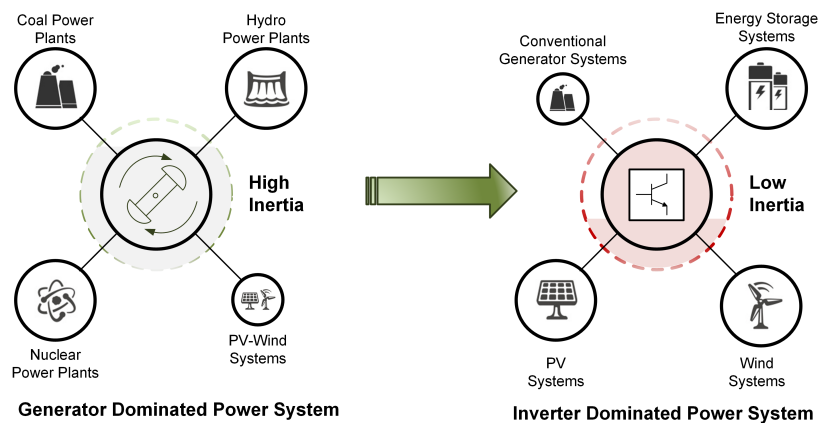 Coal Power
Plants
Hydro
Power Plants
High
Inertia
Nuclear
Power Plants
PV-Wind
Systems
Generator Dominated Power System
Conventional
Generator Systems
Energy Storage
Systems
Low
Inertia
PV
Systems
Wind
Systems
Inverter Dominated Power System